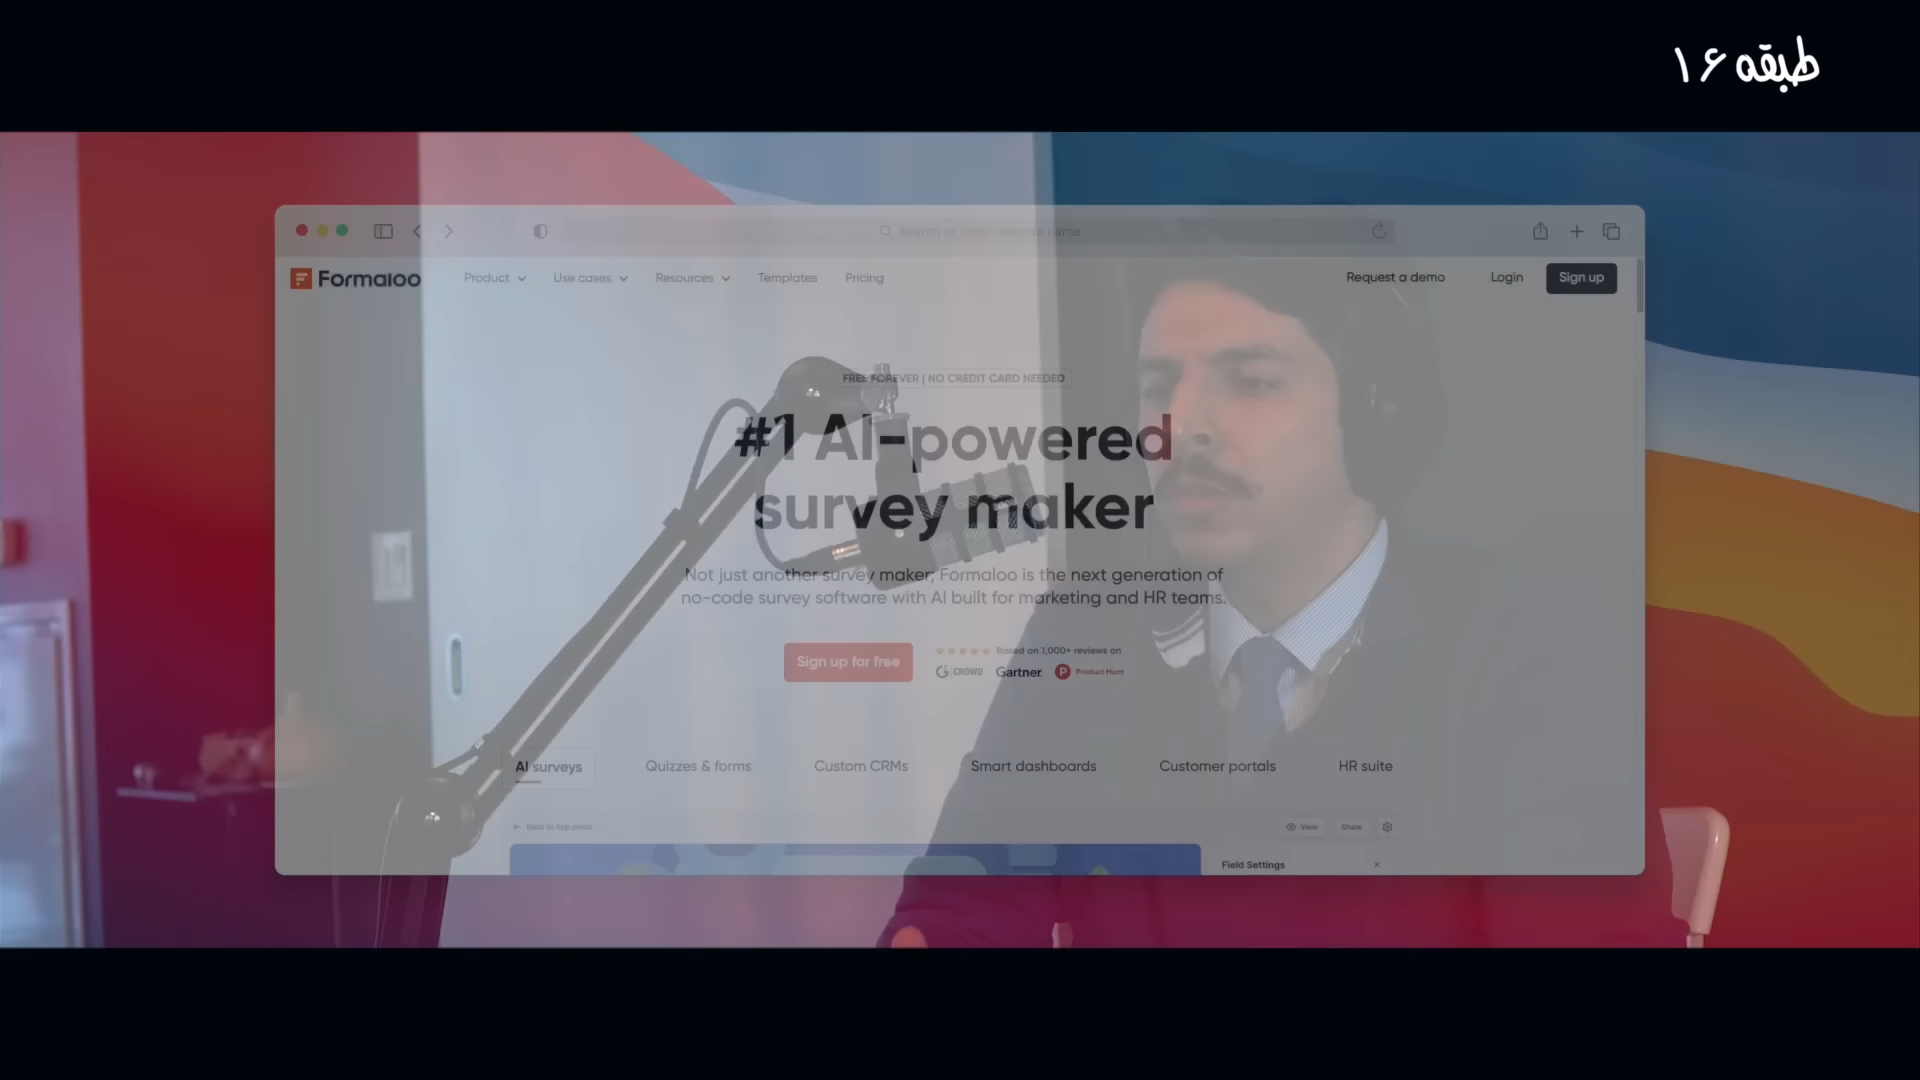 طبقه ۱۶
Formaloo
Product
Use cases
Resources
Templates
Pricing
Request a demo
Login
Sign up
FREE FOREVER | NO CREDIT CARD NEEDED
#1 AI-powered
survey maker
Not just another survey maker; Formaloo is the next generation of
no-code survey software with AI built for marketing and HR teams.
Sign up for free
Based on 1,000+ reviews on
CROWD
Gartner
Product Hunt
AI surveys
Quizzes & forms
Custom CRMs
Smart dashboards
Customer portals
HR suite
Back to App
View
Share
Field Settings